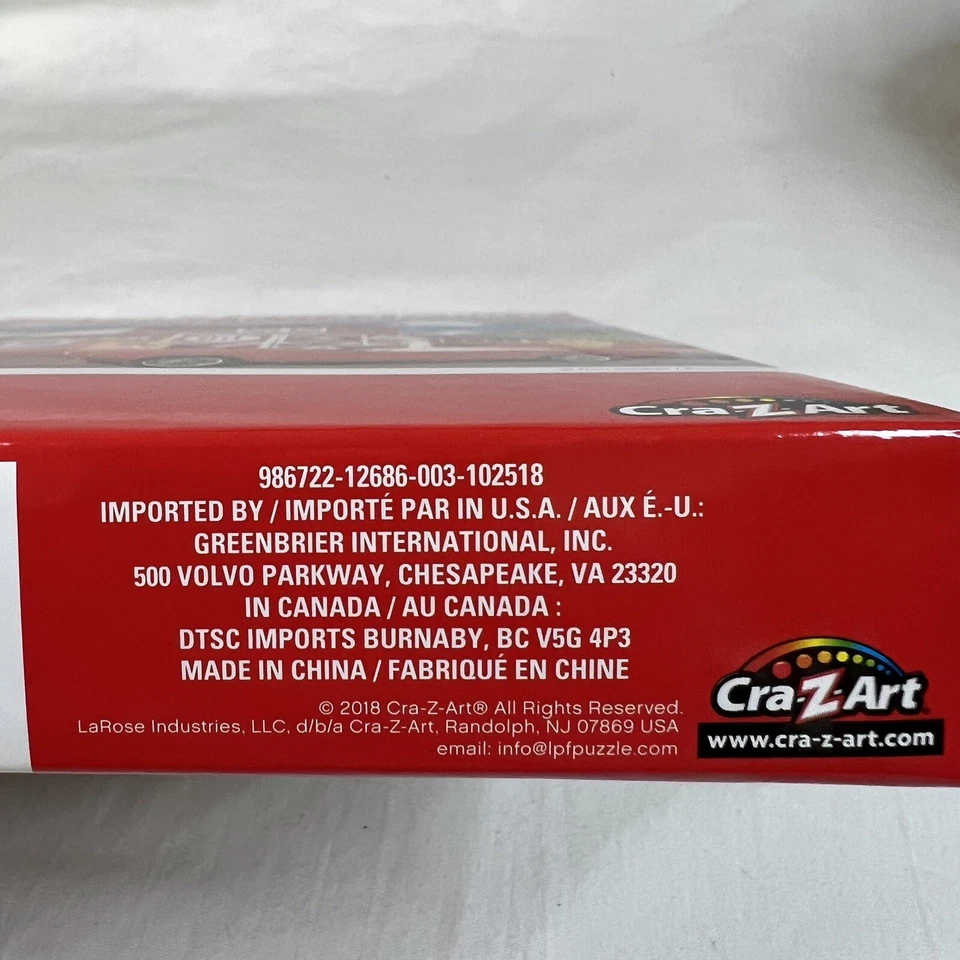 Cra-Z-Art
986722-12686-003-102518
IMPORTED BY / IMPORTÉ PAR IN U.S.A. / AUX É.-U.:
GREENBRIER INTERNATIONAL, INC.
500 VOLVO PARKWAY, CHESAPEAKE, VA 23320
IN CANADA / AU CANADA :
DTSC IMPORTS BURNABY, BC V5G 4P3
MADE IN CHINA / FABRIQUÉ EN CHINE
© 2018 Cra-Z-Art® All Rights Reserved.
LaRose Industries, LLC, d/b/a Cra-Z-Art, Randolph, NJ 07869 USA
email: info@lpfpuzzle.com
Cra-Z-Art
www.cra-z-art.com